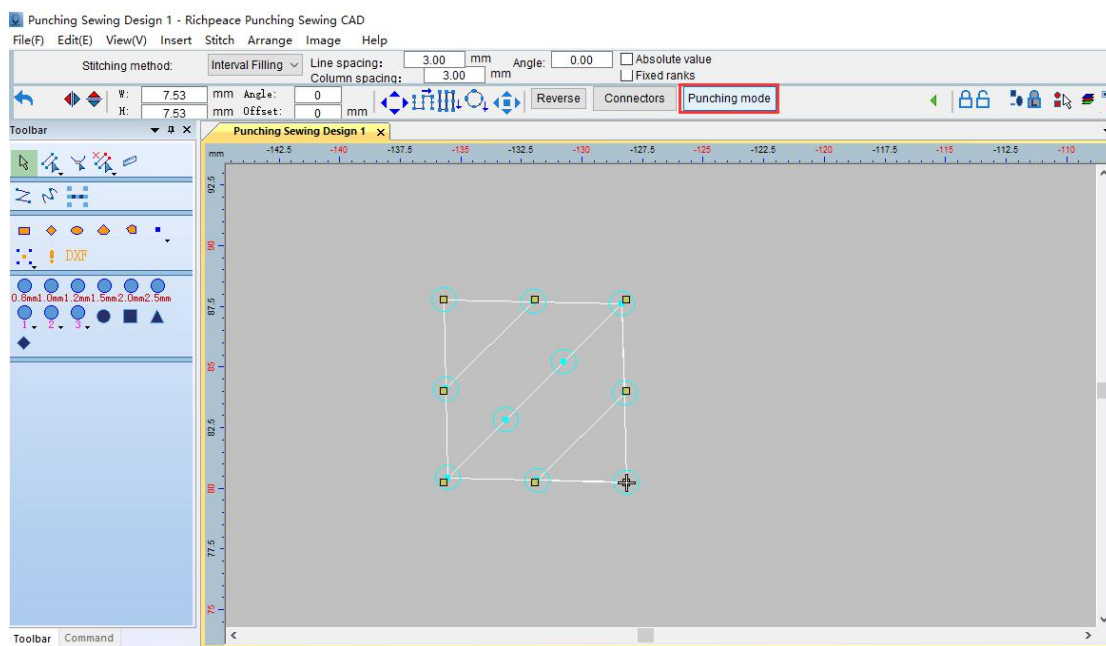 Punching Sewing Design 1 - Richpeace Punching Sewing CAD
File(F) Edit(E) View(V) Insert Stitch Arrange Image Help
Stitching method: Interval Filling Line spacing: 3.00 mm Angle: 0.00 Absolute value
Column spacing: 3.00 mm Fixed ranks
W: 7.53 mm Angle: 0 Reverse Connectors Punching mode
H: 7.53 mm Offset: 0 mm
Toolbar
Punching Sewing Design 1 x
mm -142.5 -140 -137.5 -135 -132.5 -130 -127.5 -125 -122.5 -120 -117.5 -115 -112.5 -110
92.5
90
87.5
85
82.5
80
77.5
75
DXF
0.8mm1.0mm1.2mm1.5mm2.0mm2.5mm
1 2 3
Toolbar Command